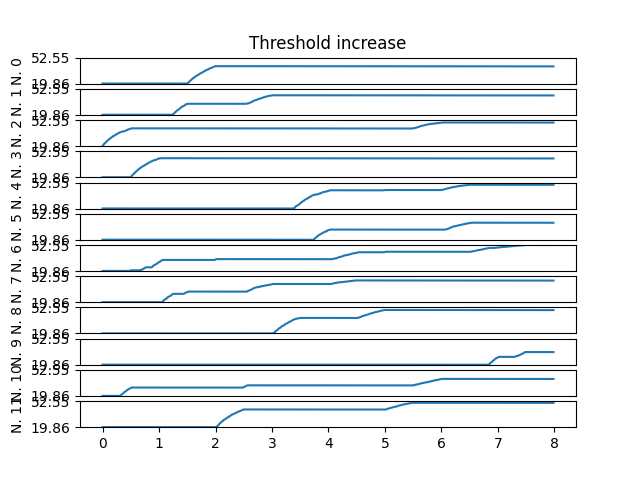 Threshold increase
52.55
19.86
N. 0
52.55
19.86
N. 1
52.55
19.86
N. 2
52.55
19.86
N. 3
52.55
19.86
N. 4
52.55
19.86
N. 5
52.55
19.86
N. 6
52.55
19.86
N. 7
52.55
19.86
N. 8
52.55
19.86
N. 9
52.55
19.86
N. 10
52.55
19.86
N. 11
0 1 2 3 4 5 6 7 8